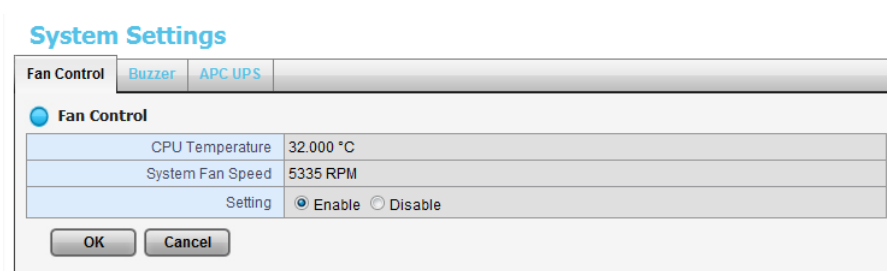 System Settings
Fan Control Buzzer APC UPS
Fan Control
CPU Temperature 32.000 °C
System Fan Speed 5335 RPM
Setting Enable Disable
OK Cancel